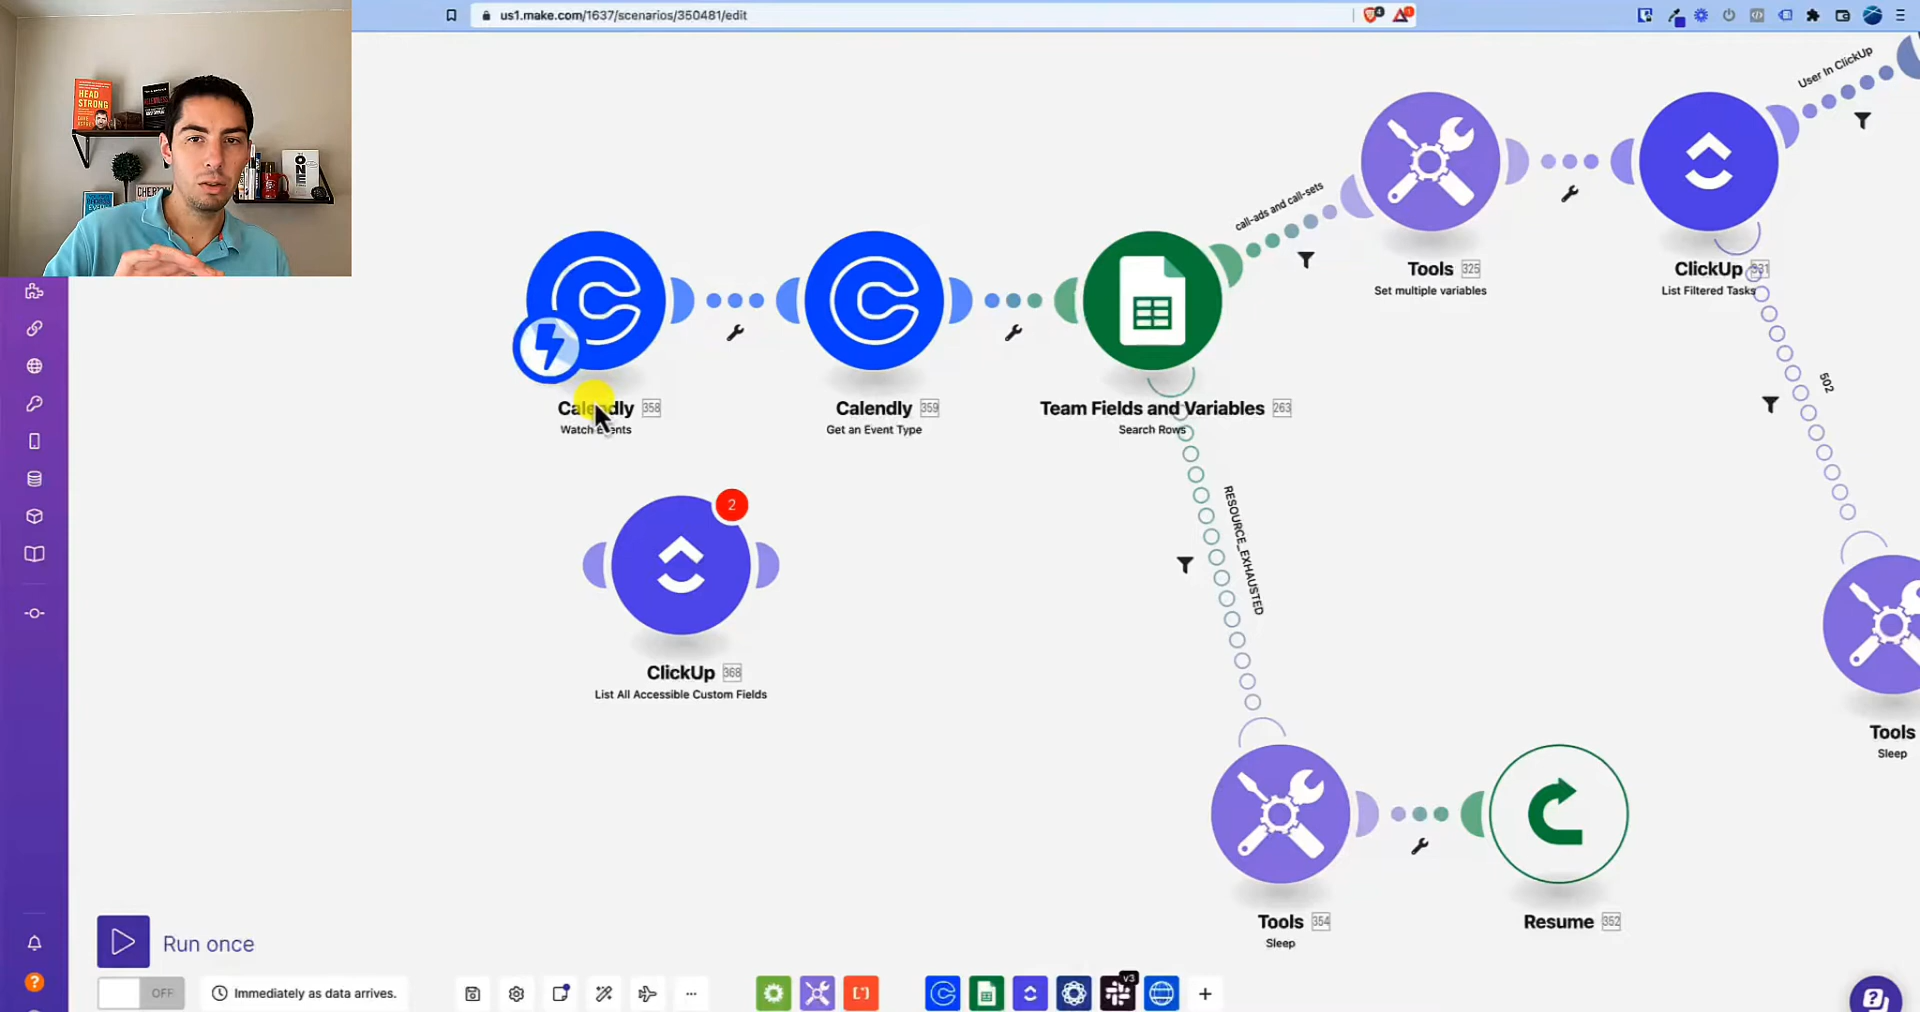 us1.make.com/1637/scenarios/350481/edit
HEAD
STRONG
ONE
User In ClickUp
call-ads and call-sets
Tools 325
Set multiple variables
ClickUp 331
List Filtered Tasks
Calendly 358
Watch Events
Calendly 359
Get an Event Type
Team Fields and Variables 263
Search Rows
502
RESOURCE_EXHAUSTED
2
ClickUp 368
List All Accessible Custom Fields
Tools
Sleep
Tools 354
Sleep
Resume 352
Run once
OFF
Immediately as data arrives.
v3